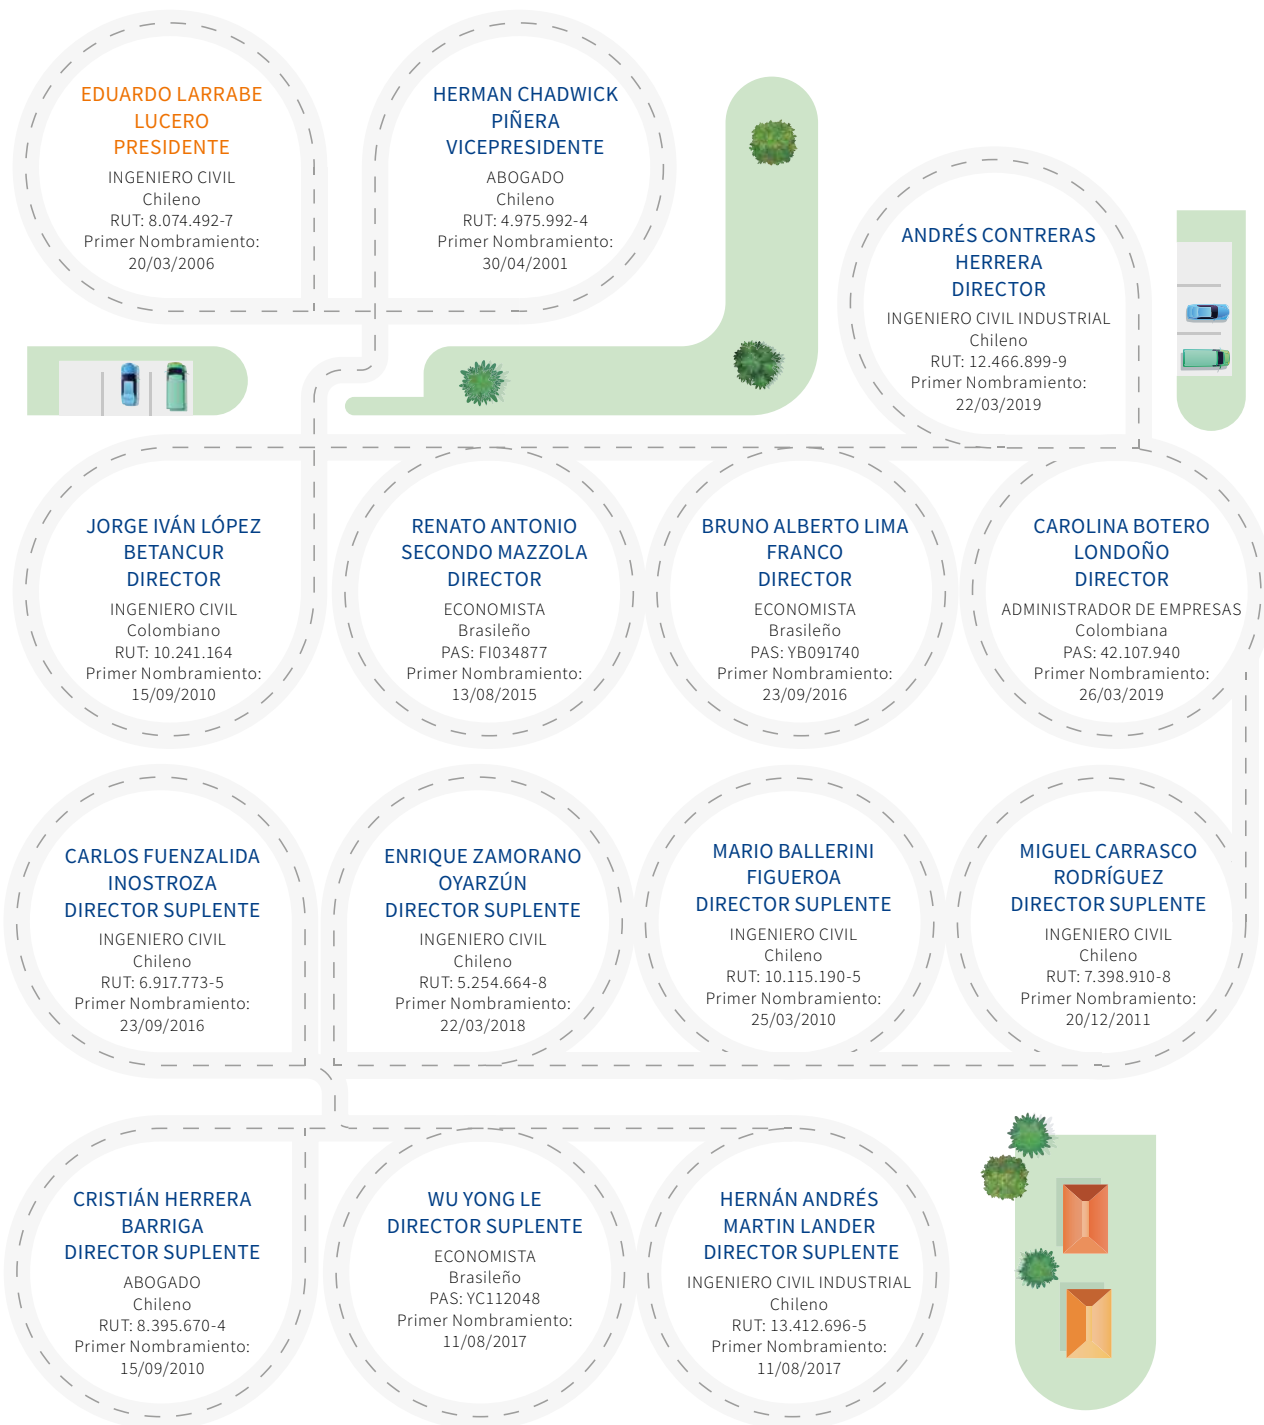 EDUARDO LARRABE
LUCERO
PRESIDENTE
INGENIERO CIVIL
Chileno
RUT: 8.074.492-7
Primer Nombramiento:
20/03/2006
HERMAN CHADWICK
PIÑERA
VICEPRESIDENTE
ABOGADO
Chileno
RUT: 4.975.992-4
Primer Nombramiento:
30/04/2001
ANDRÉS CONTRERAS
HERRERA
DIRECTOR
INGENIERO CIVIL INDUSTRIAL
Chileno
RUT: 12.466.899-9
Primer Nombramiento:
22/03/2019
JORGE IVÁN LÓPEZ
BETANCUR
DIRECTOR
INGENIERO CIVIL
Colombiano
RUT: 10.241.164
Primer Nombramiento:
15/09/2010
RENATO ANTONIO
SECONDO MAZZOLA
DIRECTOR
ECONOMISTA
Brasileño
PAS: FI034877
Primer Nombramiento:
13/08/2015
BRUNO ALBERTO LIMA
FRANCO
DIRECTOR
ECONOMISTA
Brasileño
PAS: YB091740
Primer Nombramiento:
23/09/2016
CAROLINA BOTERO
LONDOÑO
DIRECTOR
ADMINISTRADOR DE EMPRESAS
Colombiana
PAS: 42.107.940
Primer Nombramiento:
26/03/2019
CARLOS FUENZALIDA
INOSTROZA
DIRECTOR SUPLENTE
INGENIERO CIVIL
Chileno
RUT: 6.917.773-5
Primer Nombramiento:
23/09/2016
ENRIQUE ZAMORANO
OYARZÚN
DIRECTOR SUPLENTE
INGENIERO CIVIL
Chileno
RUT: 5.254.664-8
Primer Nombramiento:
22/03/2018
MARIO BALLERINI
FIGUEROA
DIRECTOR SUPLENTE
INGENIERO CIVIL
Chileno
RUT: 10.115.190-5
Primer Nombramiento:
25/03/2010
MIGUEL CARRASCO
RODRÍGUEZ
DIRECTOR SUPLENTE
INGENIERO CIVIL
Chileno
RUT: 7.398.910-8
Primer Nombramiento:
20/12/2011
CRISTIÁN HERRERA
BARRIGA
DIRECTOR SUPLENTE
ABOGADO
Chileno
RUT: 8.395.670-4
Primer Nombramiento:
15/09/2010
WU YONG LE
DIRECTOR SUPLENTE
ECONOMISTA
Brasileño
PAS: YC112048
Primer Nombramiento:
11/08/2017
HERNÁN ANDRÉS
MARTIN LANDER
DIRECTOR SUPLENTE
INGENIERO CIVIL INDUSTRIAL
Chileno
RUT: 13.412.696-5
Primer Nombramiento:
11/08/2017